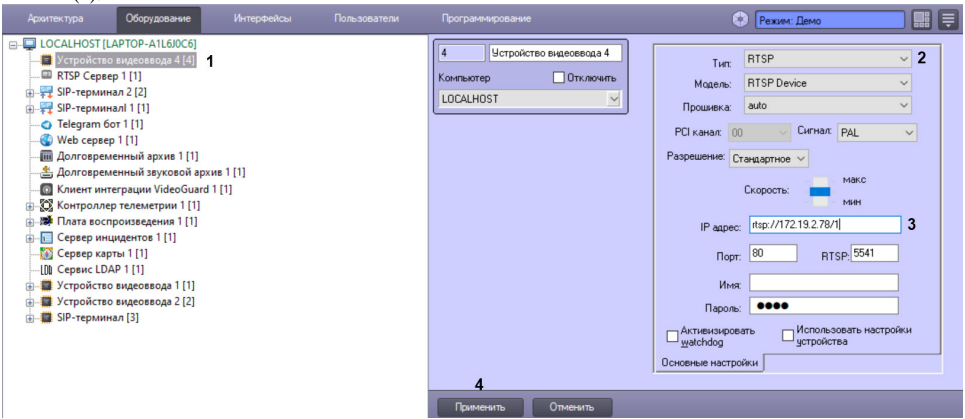 Архитектура Оборудование Интерфейсы Пользователи Программирование Режим: Демо
LOCALHOST [LAPTOP-A1L6J0C6]
Устройство видеоввода 4 [4] 1
RTSP Сервер 1 [1]
SIP-терминал 2 [2]
SIP-терминалl 1 [1]
Telegram бот 1 [1]
Web сервер 1 [1]
Долговременный архив 1 [1]
Долговременный звуковой архив 1 [1]
Клиент интеграции VideoGuard 1 [1]
Контроллер телеметрии 1 [1]
Плата воспроизведения 1 [1]
Сервер инцидентов 1 [1]
Сервер карты 1 [1]
Сервис LDAP 1 [1]
Устройство видеоввода 1 [1]
Устройство видеоввода 2 [2]
SIP-терминал [3]
4 Устройство видеоввода 4
Компьютер Отключить
LOCALHOST
Тип: RTSP 2
Модель: RTSP Device
Прошивка: auto
PCI канал: 00 Сигнал: PAL
Разрешение: Стандартное
макс
Скорость:
мин
IP адрес: rtsp://172.19.2.78/1 3
Порт: 80 RTSP: 5541
Имя:
Пароль: ●●●●
Активизировать watchdog
Использовать настройки устройства
Основные настройки
4
Применить Отменить